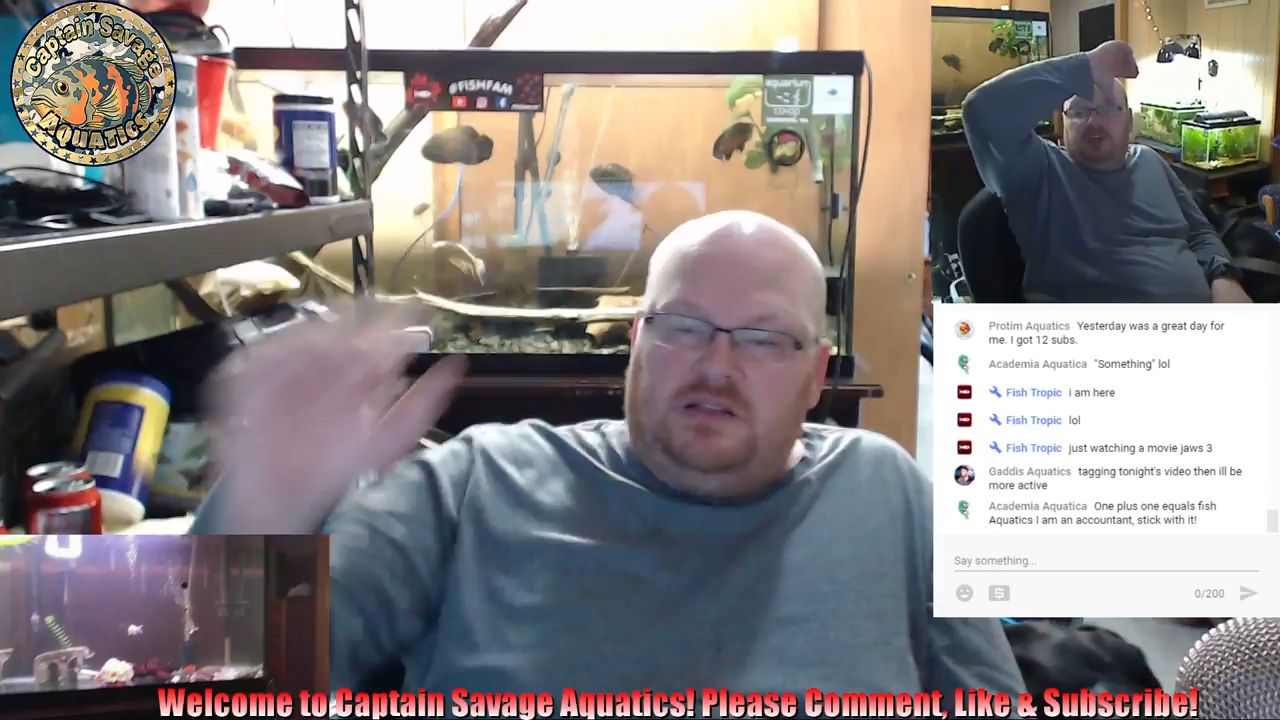 Captain Savage
AQUATICS
#FISHFAM
aquarium
co-op
Protim Aquatics Yesterday was a great day for
me. I got 12 subs.
Academia Aquatica "Something" lol
Fish Tropic i am here
Fish Tropic lol
Fish Tropic just watching a movie jaws 3
Gaddis Aquatics tagging tonight's video then ill be
more active
Academia Aquatica One plus one equals fish
Aquatics I am an accountant, stick with it!
Say something...
0/200
Welcome to Captain Savage Aquatics! Please Comment, Like & Subscribe!